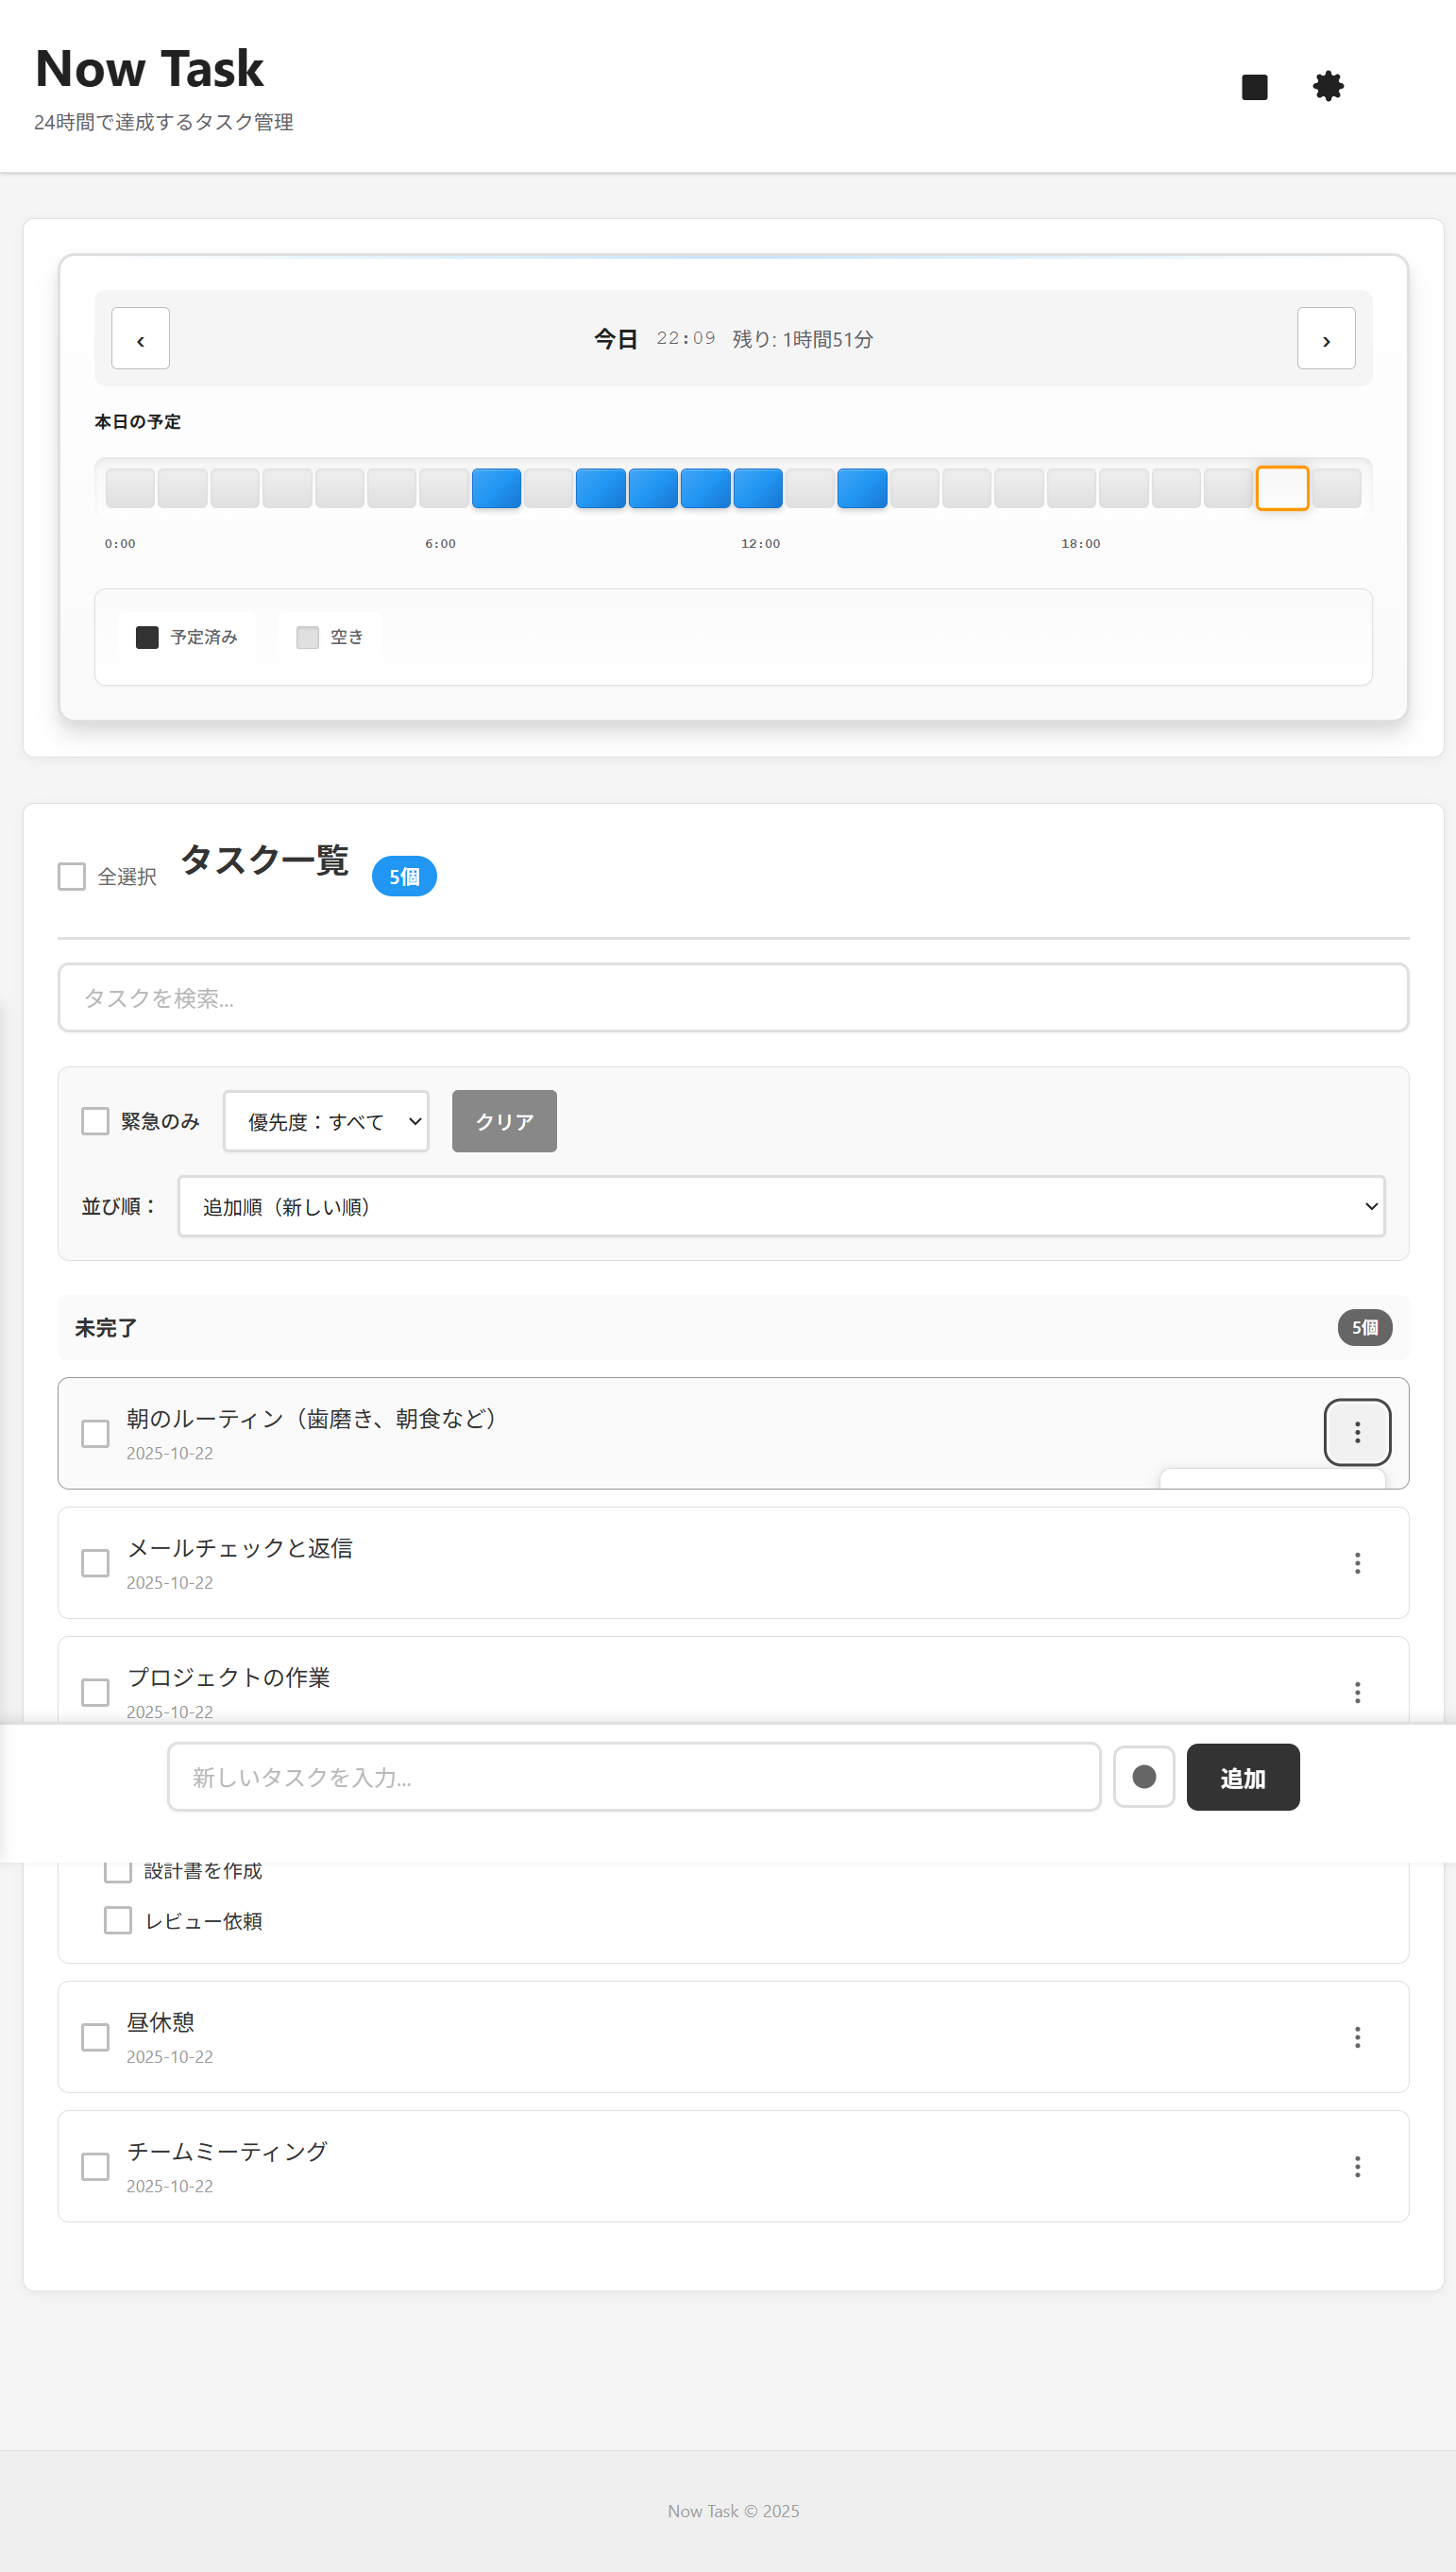 Now Task
24時間で達成するタスク管理
‹ 今日 22:09 残り: 1時間51分 ›
本日の予定
0:00 6:00 12:00 18:00
予定済み 空き
全選択 タスク一覧 5個
タスクを検索...
緊急のみ 優先度：すべて クリア
並び順： 追加順（新しい順）
未完了 5個
朝のルーティン（歯磨き、朝食など）
2025-10-22
メールチェックと返信
2025-10-22
プロジェクトの作業
2025-10-22
新しいタスクを入力... 追加
設計書を作成
レビュー依頼
昼休憩
2025-10-22
チームミーティング
2025-10-22
Now Task © 2025